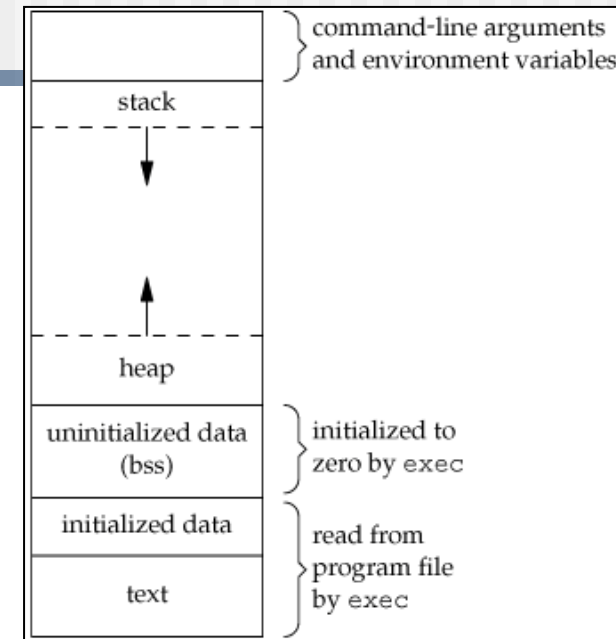 command-line arguments
and environment variables
stack
heap
uninitialized data
(bss)
initialized to
zero by exec
initialized data
read from
program file
by exec
text